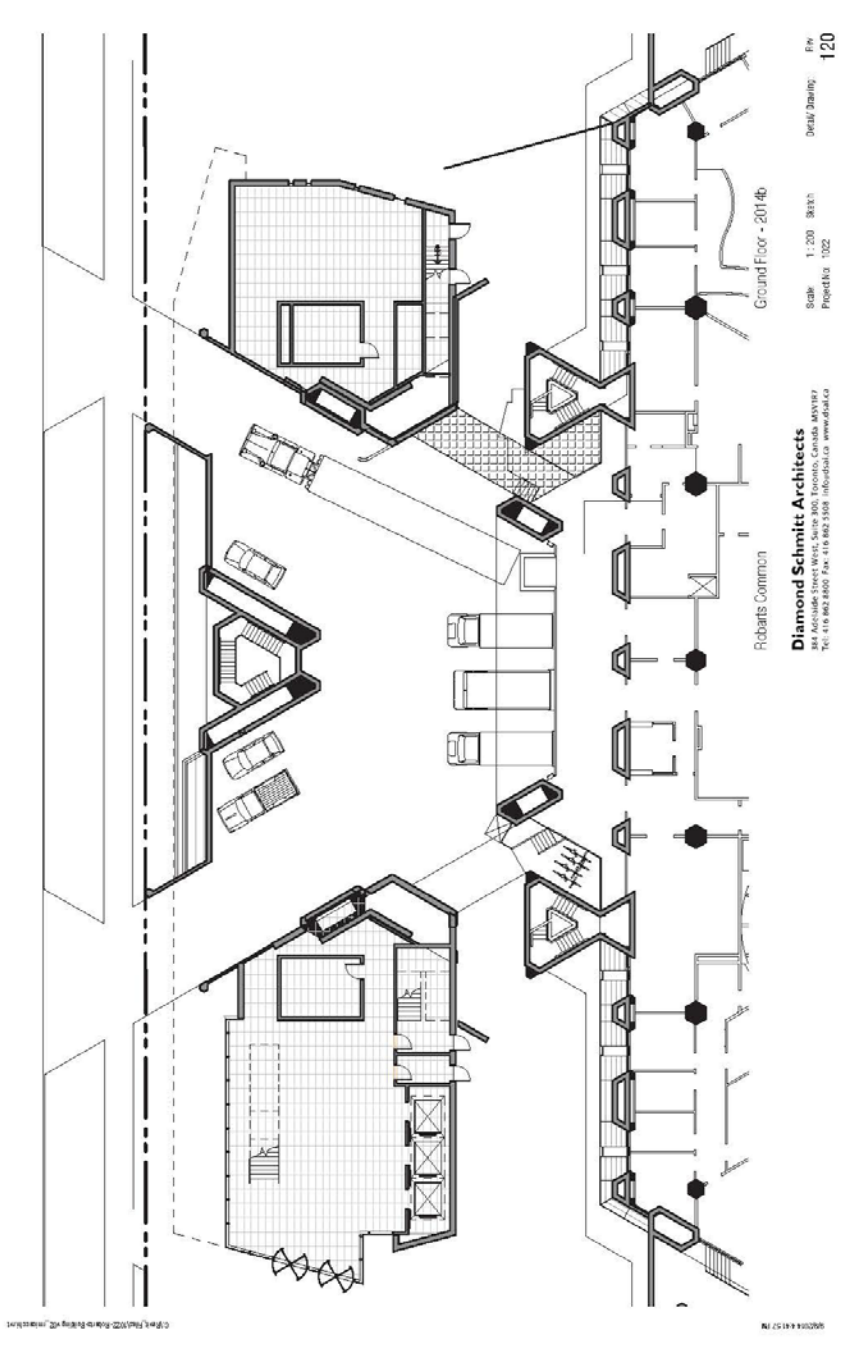 Robarts Common
Ground Floor - 2014b
Diamond Schmitt Architects
384 Adelaide Street West, Suite 300, Toronto, Canada M5V1R7
Tel: 416 862 8800 Fax: 416 862 5508 info@dsai.ca www.dsai.ca
Scale: 1 : 200 Sketch
Project No: 1022
Detail/ Drawing Rev
120